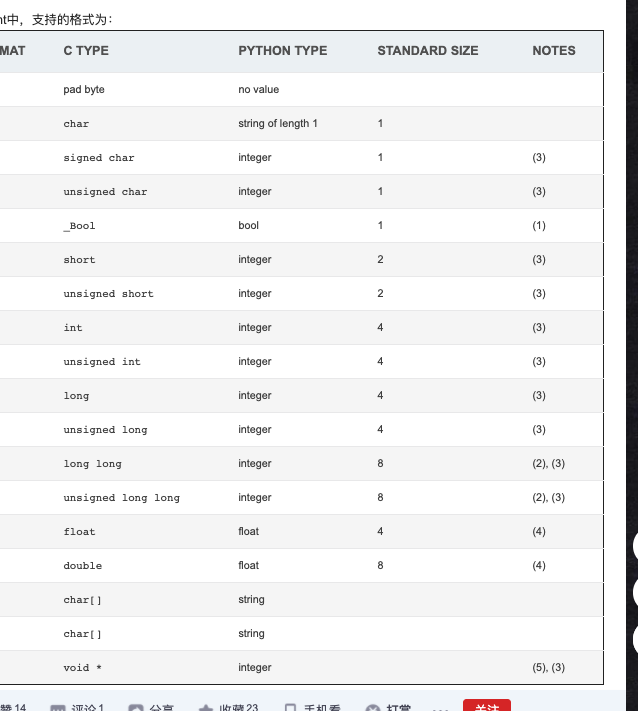 nt中，支持的格式为：
MAT C TYPE PYTHON TYPE STANDARD SIZE NOTES
pad byte no value
char string of length 1 1
signed char integer 1 (3)
unsigned char integer 1 (3)
_Bool bool 1 (1)
short integer 2 (3)
unsigned short integer 2 (3)
int integer 4 (3)
unsigned int integer 4 (3)
long integer 4 (3)
unsigned long integer 4 (3)
long long integer 8 (2), (3)
unsigned long long integer 8 (2), (3)
float float 4 (4)
double float 8 (4)
char[] string
char[] string
void * integer (5), (3)
赞14 评论1 分享 收藏23 手机看 打赏 ... 关注